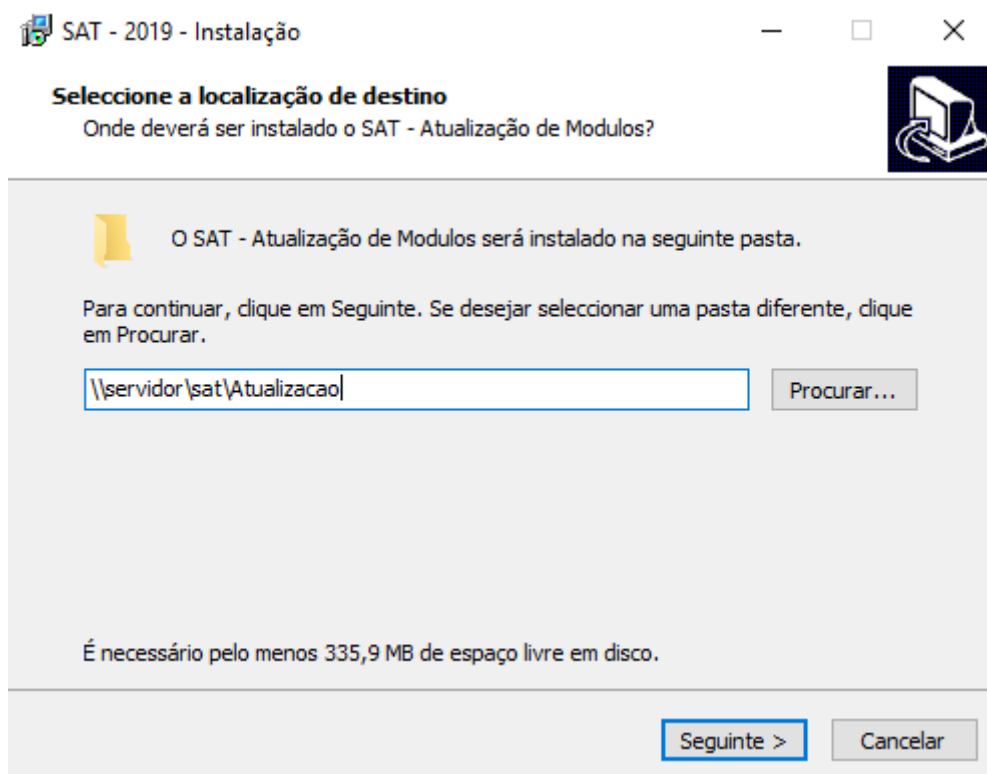 SAT - 2019 - Instalação
Seleccione a localização de destino
Onde deverá ser instalado o SAT - Atualização de Modulos?
O SAT - Atualização de Modulos será instalado na seguinte pasta.
Para continuar, clique em Seguinte. Se desejar seleccionar uma pasta diferente, clique
em Procurar.
\\servidor\sat\Atualizacao
Procurar...
É necessário pelo menos 335,9 MB de espaço livre em disco.
Seguinte >
Cancelar